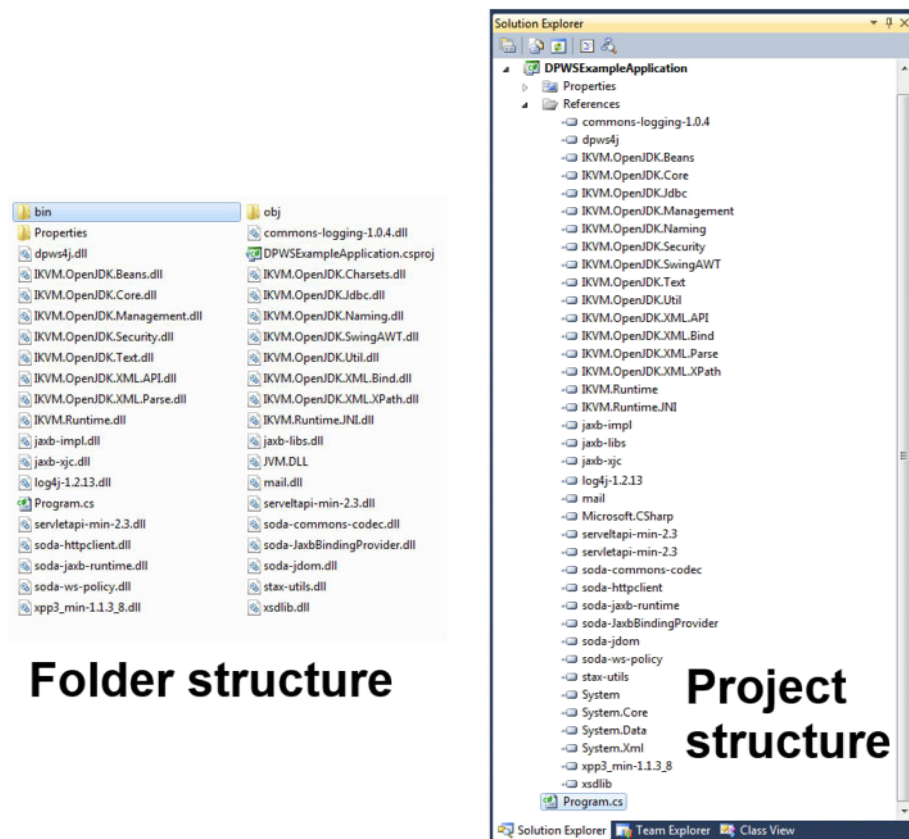 bin
obj
Properties
commons-logging-1.0.4.dll
dpws4j.dll
DPWSExampleApplication.csproj
IKVM.OpenJDK.Beans.dll
IKVM.OpenJDK.Charsets.dll
IKVM.OpenJDK.Core.dll
IKVM.OpenJDK.Jdbc.dll
IKVM.OpenJDK.Management.dll
IKVM.OpenJDK.Naming.dll
IKVM.OpenJDK.Security.dll
IKVM.OpenJDK.SwingAWT.dll
IKVM.OpenJDK.Text.dll
IKVM.OpenJDK.Util.dll
IKVM.OpenJDK.XML.API.dll
IKVM.OpenJDK.XML.Bind.dll
IKVM.OpenJDK.XML.Parse.dll
IKVM.OpenJDK.XML.XPath.dll
IKVM.Runtime.dll
IKVM.Runtime.JNI.dll
jaxb-impl.dll
jaxb-libs.dll
jaxb-xjc.dll
JVM.DLL
log4j-1.2.13.dll
mail.dll
Program.cs
serveltapi-min-2.3.dll
servletapi-min-2.3.dll
soda-commons-codec.dll
soda-httpclient.dll
soda-JaxbBindingProvider.dll
soda-jaxb-runtime.dll
soda-jdom.dll
soda-ws-policy.dll
stax-utils.dll
xpp3_min-1.1.3_8.dll
xsdlib.dll
Folder structure
Solution Explorer
DPWSExampleApplication
Properties
References
commons-logging-1.0.4
dpws4j
IKVM.OpenJDK.Beans
IKVM.OpenJDK.Core
IKVM.OpenJDK.Jdbc
IKVM.OpenJDK.Management
IKVM.OpenJDK.Naming
IKVM.OpenJDK.Security
IKVM.OpenJDK.SwingAWT
IKVM.OpenJDK.Text
IKVM.OpenJDK.Util
IKVM.OpenJDK.XML.API
IKVM.OpenJDK.XML.Bind
IKVM.OpenJDK.XML.Parse
IKVM.OpenJDK.XML.XPath
IKVM.Runtime
IKVM.Runtime.JNI
jaxb-impl
jaxb-libs
jaxb-xjc
log4j-1.2.13
mail
Microsoft.CSharp
serveltapi-min-2.3
servletapi-min-2.3
soda-commons-codec
soda-httpclient
soda-jaxb-runtime
soda-JaxbBindingProvider
soda-jdom
soda-ws-policy
stax-utils
System
System.Core
System.Data
System.Xml
xpp3_min-1.1.3_8
xsdlib
Program.cs
Project
structure
Solution Explorer Team Explorer Class View